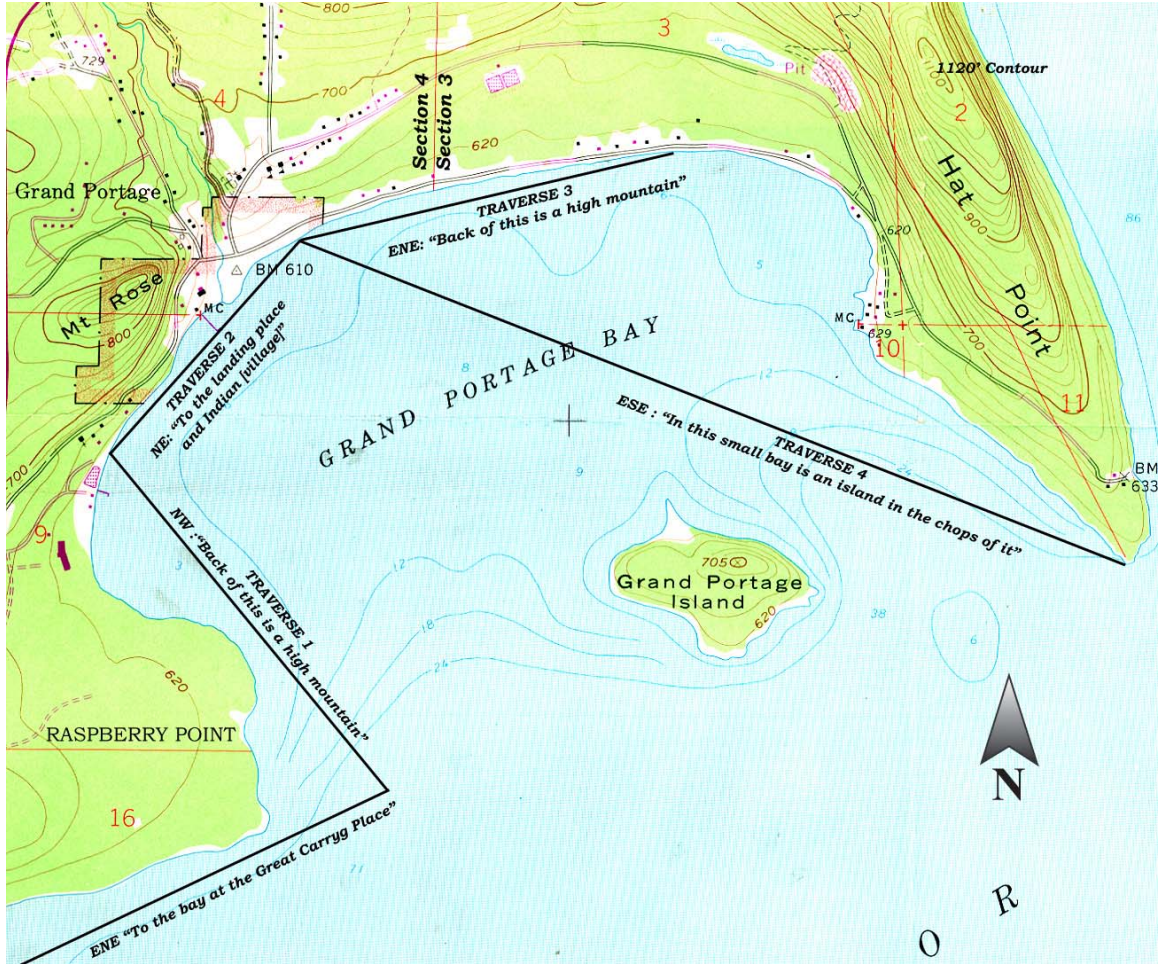 800
3
729
Pit
1120' Contour
1100
4
700
Section 4
Section 3
2
620
Grand Portage
TRAVERSE 3
ENE: "Back of this is a high mountain"
6
Hat
Point
900
86
620
BM 610
5
Mt Rose
MC
800
TRAVERSE 2
NE: "To the landing place
and Indian [village]"
GRAND PORTAGE BAY
8
MC
629
10
700
12
11
ESE : "In this small bay is an island in the chops of it"
TRAVERSE 4
24
BM
633
700
9
9
NW :"Back of this is a high mountain"
TRAVERSE 1
3
12
18
24
705
Grand Portage
Island
620
38
6
620
RASPBERRY POINT
N
16
ENE "To the bay at the Great Carryg Place"
11
O R